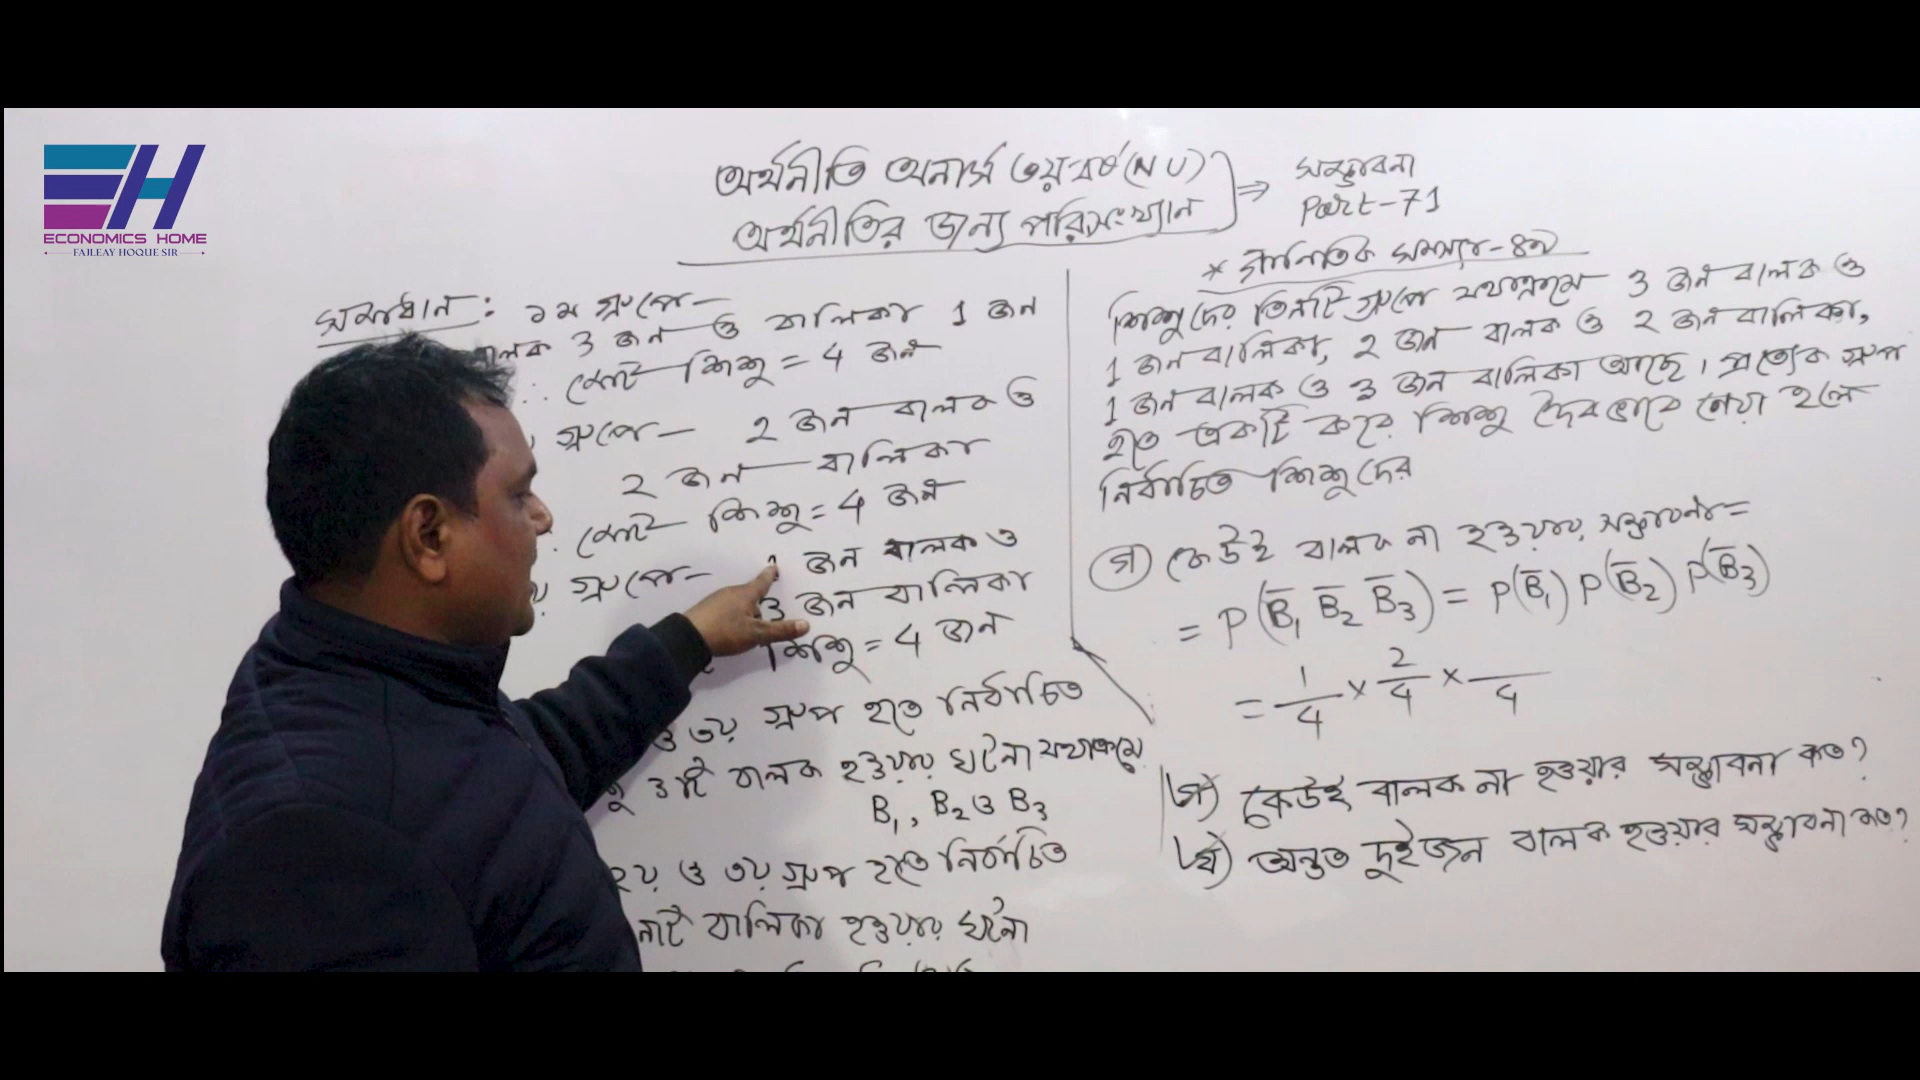 EH
ECONOMICS HOME
FAJLEAY HOQUE SIR
অর্থনীতি অনার্স ৩য় বর্ষ (NU)
অর্থনীতির জন্য পরিসংখ্যান
⇒ সম্ভাবনা
Part-71
সমাধান: ১ম গ্রুপে-
বালক 3 জন ও বালিকা 1 জন
∴ মোট শিশু = 4 জন
গ্রুপে- 2 জন বালক ও
2 জন বালিকা
মোট শিশু = 4 জন
গ্রুপে- 1 জন বালক ও
3 জন বালিকা
শিশু = 4 জন
ও ৩য় গ্রুপ হতে নির্বাচিত
বালক হওয়ার ঘটনা যথাক্রমে
B₁, B₂ ও B₃
২য় ও ৩য় গ্রুপ হতে নির্বাচিত
বালিকা হওয়ার ঘটনা
* গাণিতিক সমস্যা-
শিশুদের তিনটি গ্রুপে যথাক্রমে 3 জন বালক ও
1 জন বালিকা, 2 জন বালক ও 2 জন বালিকা,
1 জন বালক ও 3 জন বালিকা আছে। প্রত্যেক গ্রুপ
হতে একটি করে শিশু দৈবভাবে নেয়া হলে
নির্বাচিত শিশুদের
গ) কেউই বালক না হওয়ার সম্ভাবনা =
= P(B̅₁ B̅₂ B̅₃) = P(B̅₁) P(B̅₂) P(B̅₃)
= 1/4 × 2/4 × /4
গ) কেউই বালক না হওয়ার সম্ভাবনা কত?
ঘ) অন্তত দুইজন বালক হওয়ার সম্ভাবনা কত?